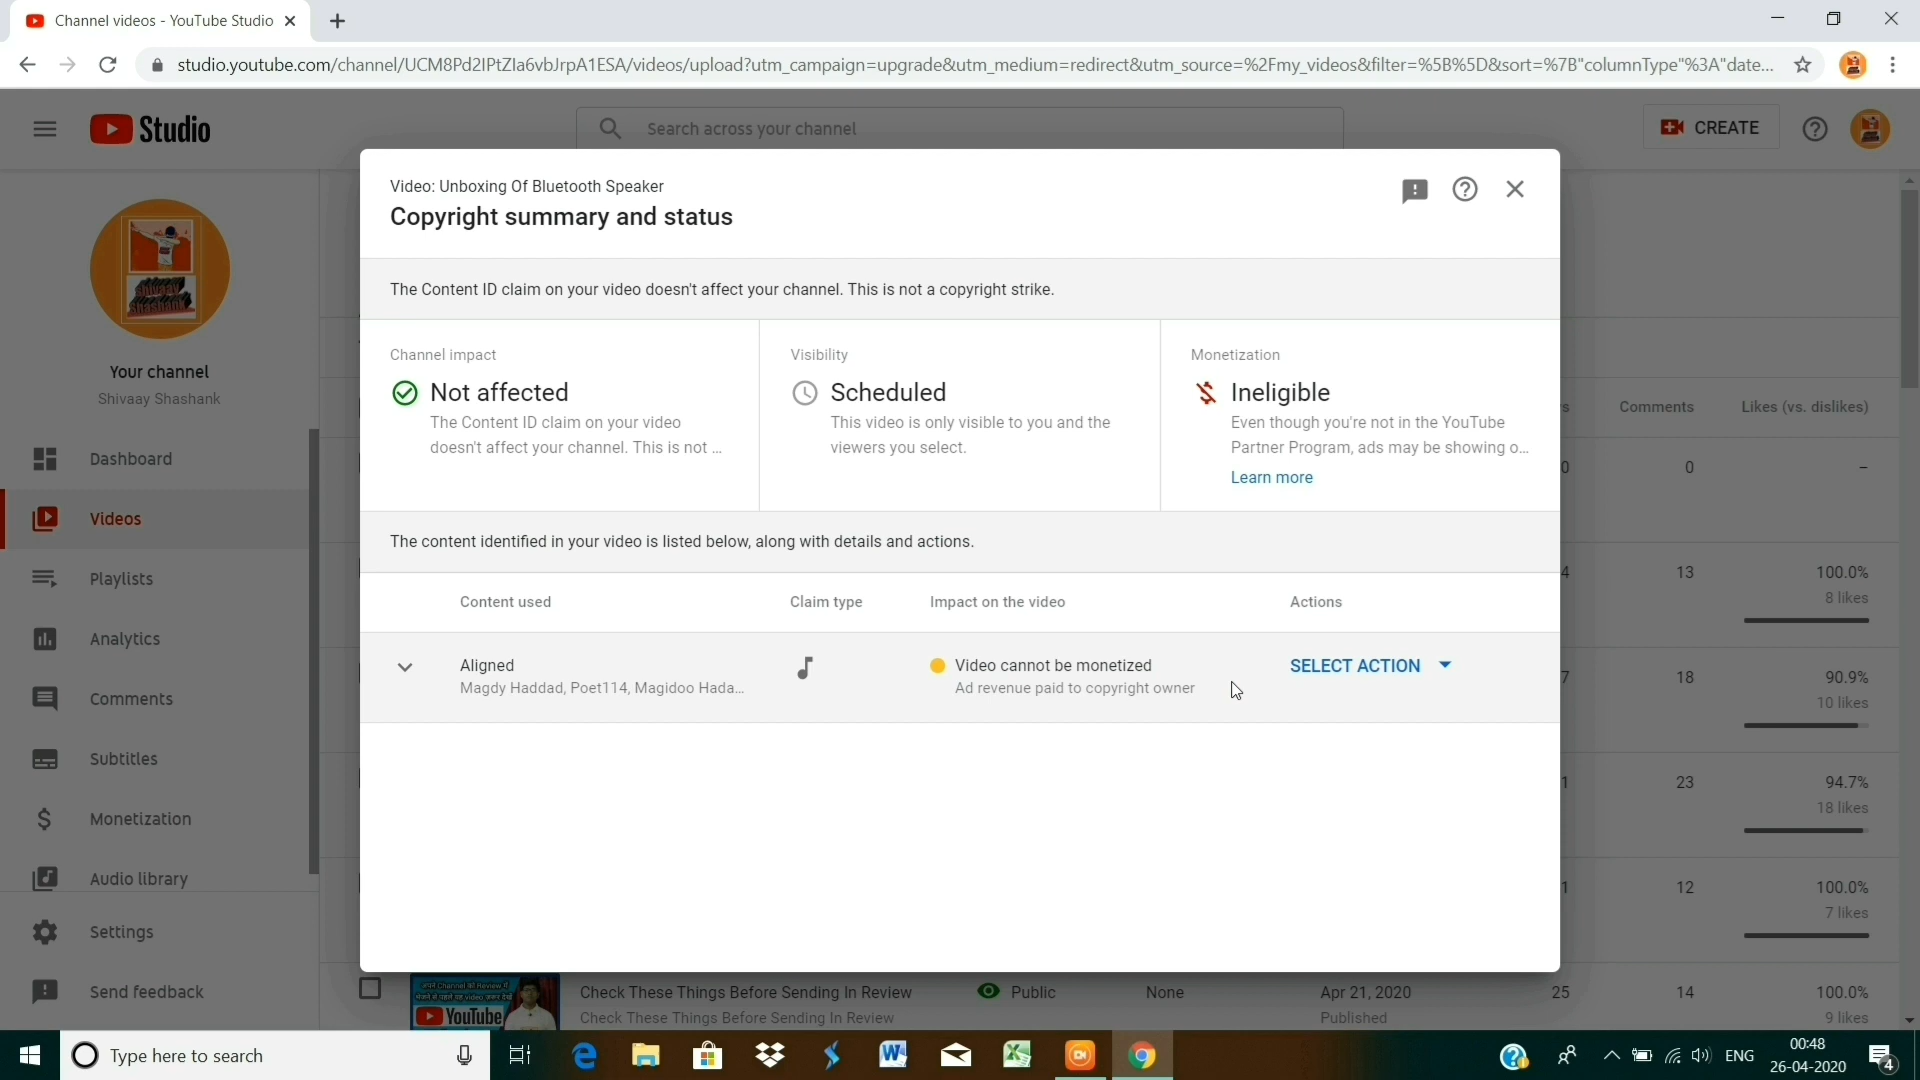 Channel videos - YouTube Studio
studio.youtube.com/channel/UCM8Pd2IPtZIa6vbJrpA1ESA/videos/upload?utm_campaign=upgrade&utm_medium=redirect&utm_source=%2Fmy_videos&filter=%5B%5D&sort=%7B"columnType"%3A"date...
Studio
Search across your channel
CREATE
Video: Unboxing Of Bluetooth Speaker
Copyright summary and status
The Content ID claim on your video doesn't affect your channel. This is not a copyright strike.
shivaay
Shashank
Your channel
Shivaay Shashank
Channel impact
Not affected
The Content ID claim on your video
doesn't affect your channel. This is not ...
Visibility
Scheduled
This video is only visible to you and the
viewers you select.
Monetization
Ineligible
Even though you're not in the YouTube
Partner Program, ads may be showing o...
Learn more
s
Comments
Likes (vs. dislikes)
0
0
–
Dashboard
Videos
Playlists
Analytics
Comments
Subtitles
Monetization
Audio library
Settings
Send feedback
The content identified in your video is listed below, along with details and actions.
Content used
Claim type
Impact on the video
Actions
Aligned
Magdy Haddad, Poet114, Magidoo Hada...
Video cannot be monetized
Ad revenue paid to copyright owner
SELECT ACTION
4
13
100.0%
8 likes
7
18
90.9%
10 likes
1
23
94.7%
18 likes
1
12
100.0%
7 likes
अपने Channel को Review में
YouTube
Check These Things Before Sending In Review
Check These Things Before Sending In Review
Public
None
Apr 21, 2020
Published
25
14
100.0%
9 likes
Type here to search
ENG
00:48
26-04-2020
4